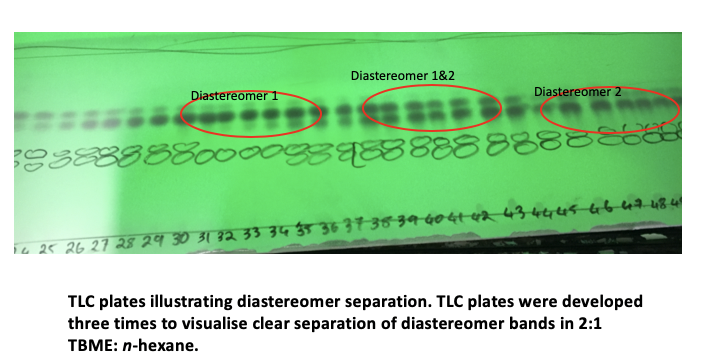 Diastereomer 1&2
Diastereomer 1
Diastereomer 2
25 26 27 28 29 30 31 32 33 34 35 36 37 38 39 40 41 42 43 44 45 46 47 48
TLC plates illustrating diastereomer separation. TLC plates were developed
three times to visualise clear separation of diastereomer bands in 2:1
TBME: n-hexane.